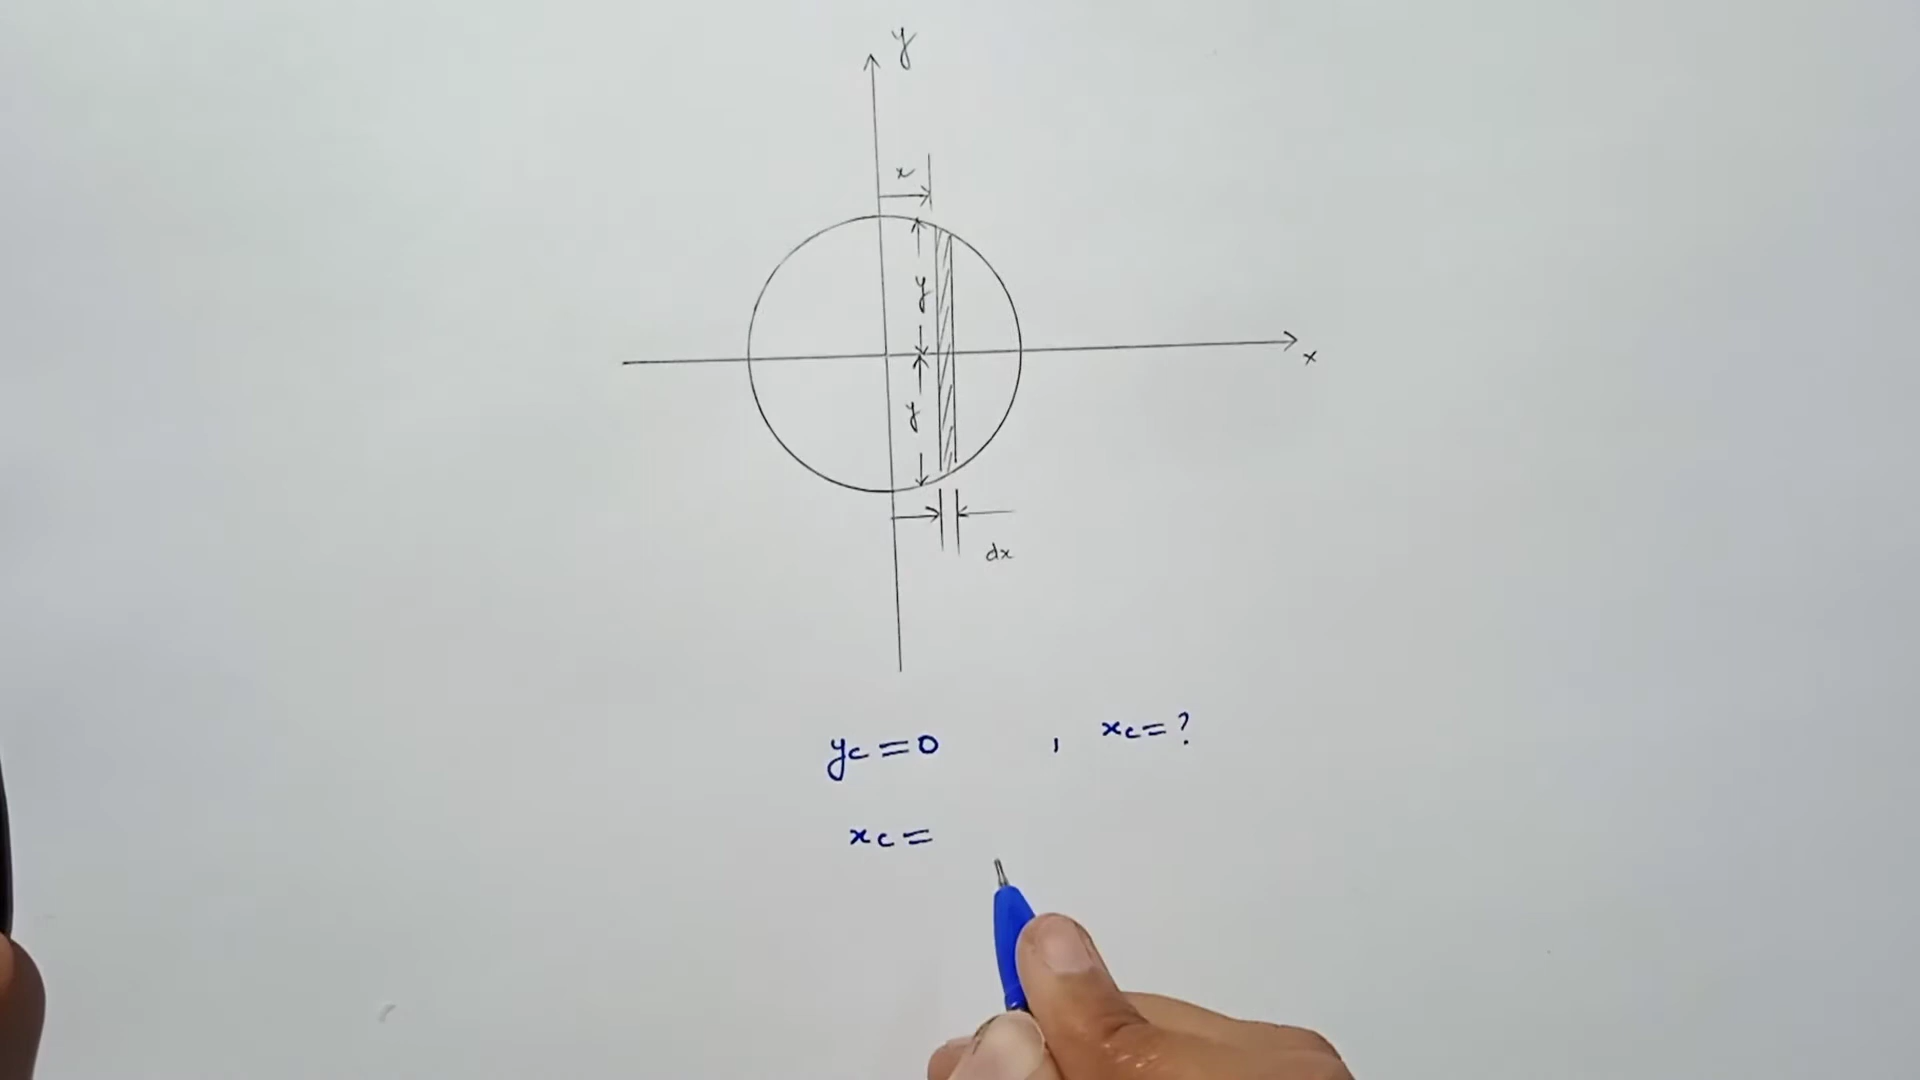 y
x
y
x
y
dx
yc = 0 , xc = ?
xc =